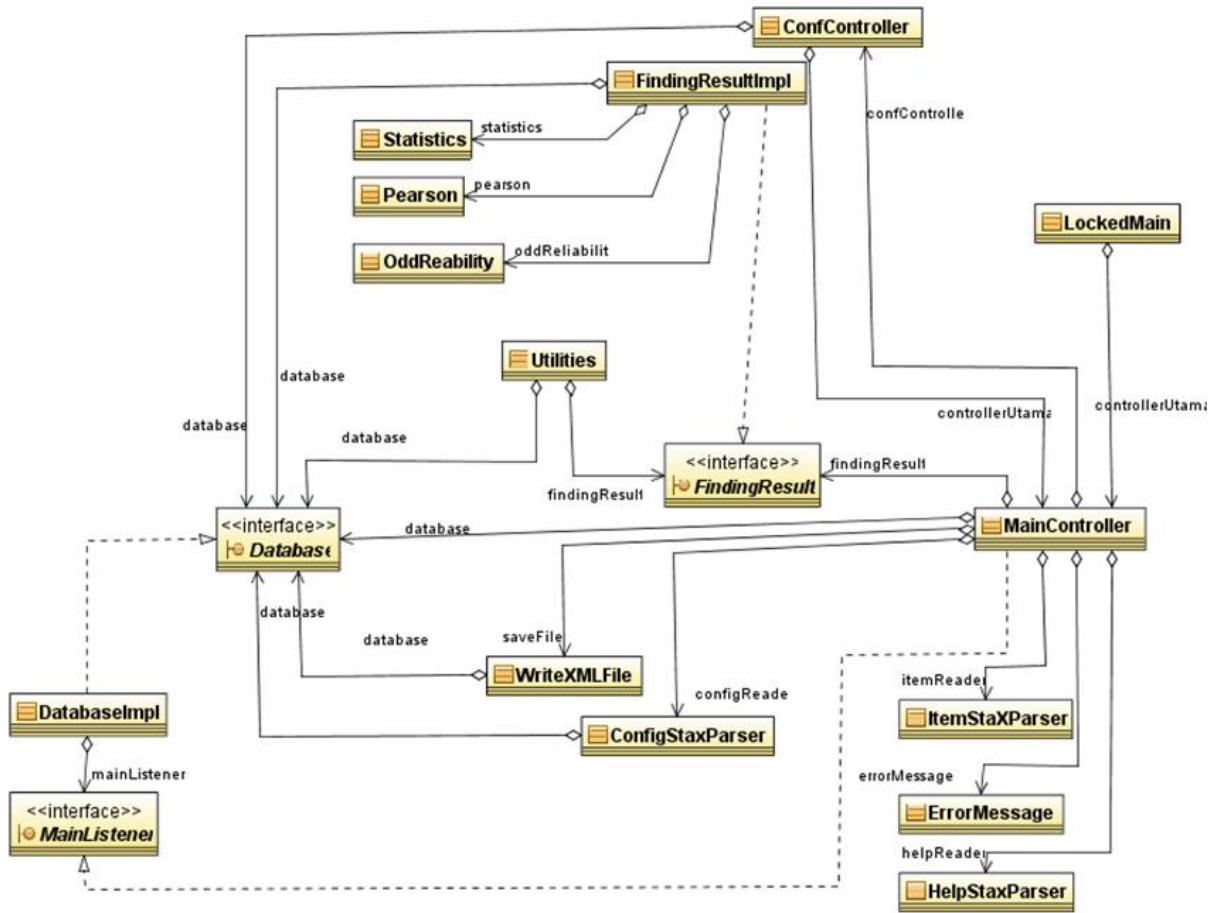 ConfController
FindingResultImpl
confControlle
statistics
Statistics
pearson
Pearson
LockedMain
oddReliabilit
OddReability
database
Utilities
database
database
controllerUtama
controllerUtama
<<interface>>
FindingResult
findingResult
findingResult
<<interface>>
Database
database
MainController
database
database
saveFile
WriteXMLFile
configReade
itemReader
DatabaseImpl
ConfigStaxParser
ItemStaXParser
mainListener
errorMessage
<<interface>>
MainListener
ErrorMessage
helpReader
HelpStaxParser